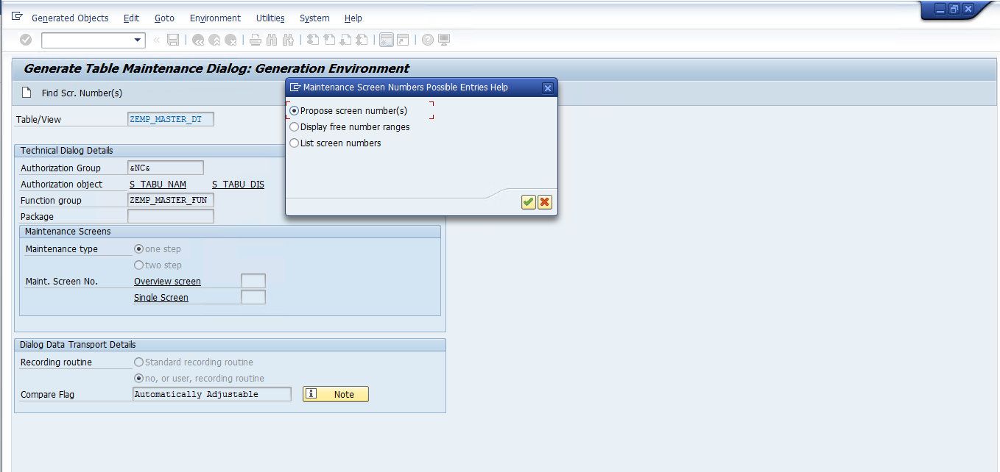 Generated Objects Edit Goto Environment Utilities System Help
Generate Table Maintenance Dialog: Generation Environment
Find Scr. Number(s)
Maintenance Screen Numbers Possible Entries Help
Propose screen number(s)
Display free number ranges
List screen numbers
Table/View ZEMP_MASTER_DT
Technical Dialog Details
Authorization Group &NC&
Authorization object S_TABU_NAM S_TABU_DIS
Function group ZEMP_MASTER_FUN
Package
Maintenance Screens
Maintenance type one step
two step
Maint. Screen No. Overview screen
Single Screen
Dialog Data Transport Details
Recording routine Standard recording routine
no, or user, recording routine
Compare Flag Automatically Adjustable Note